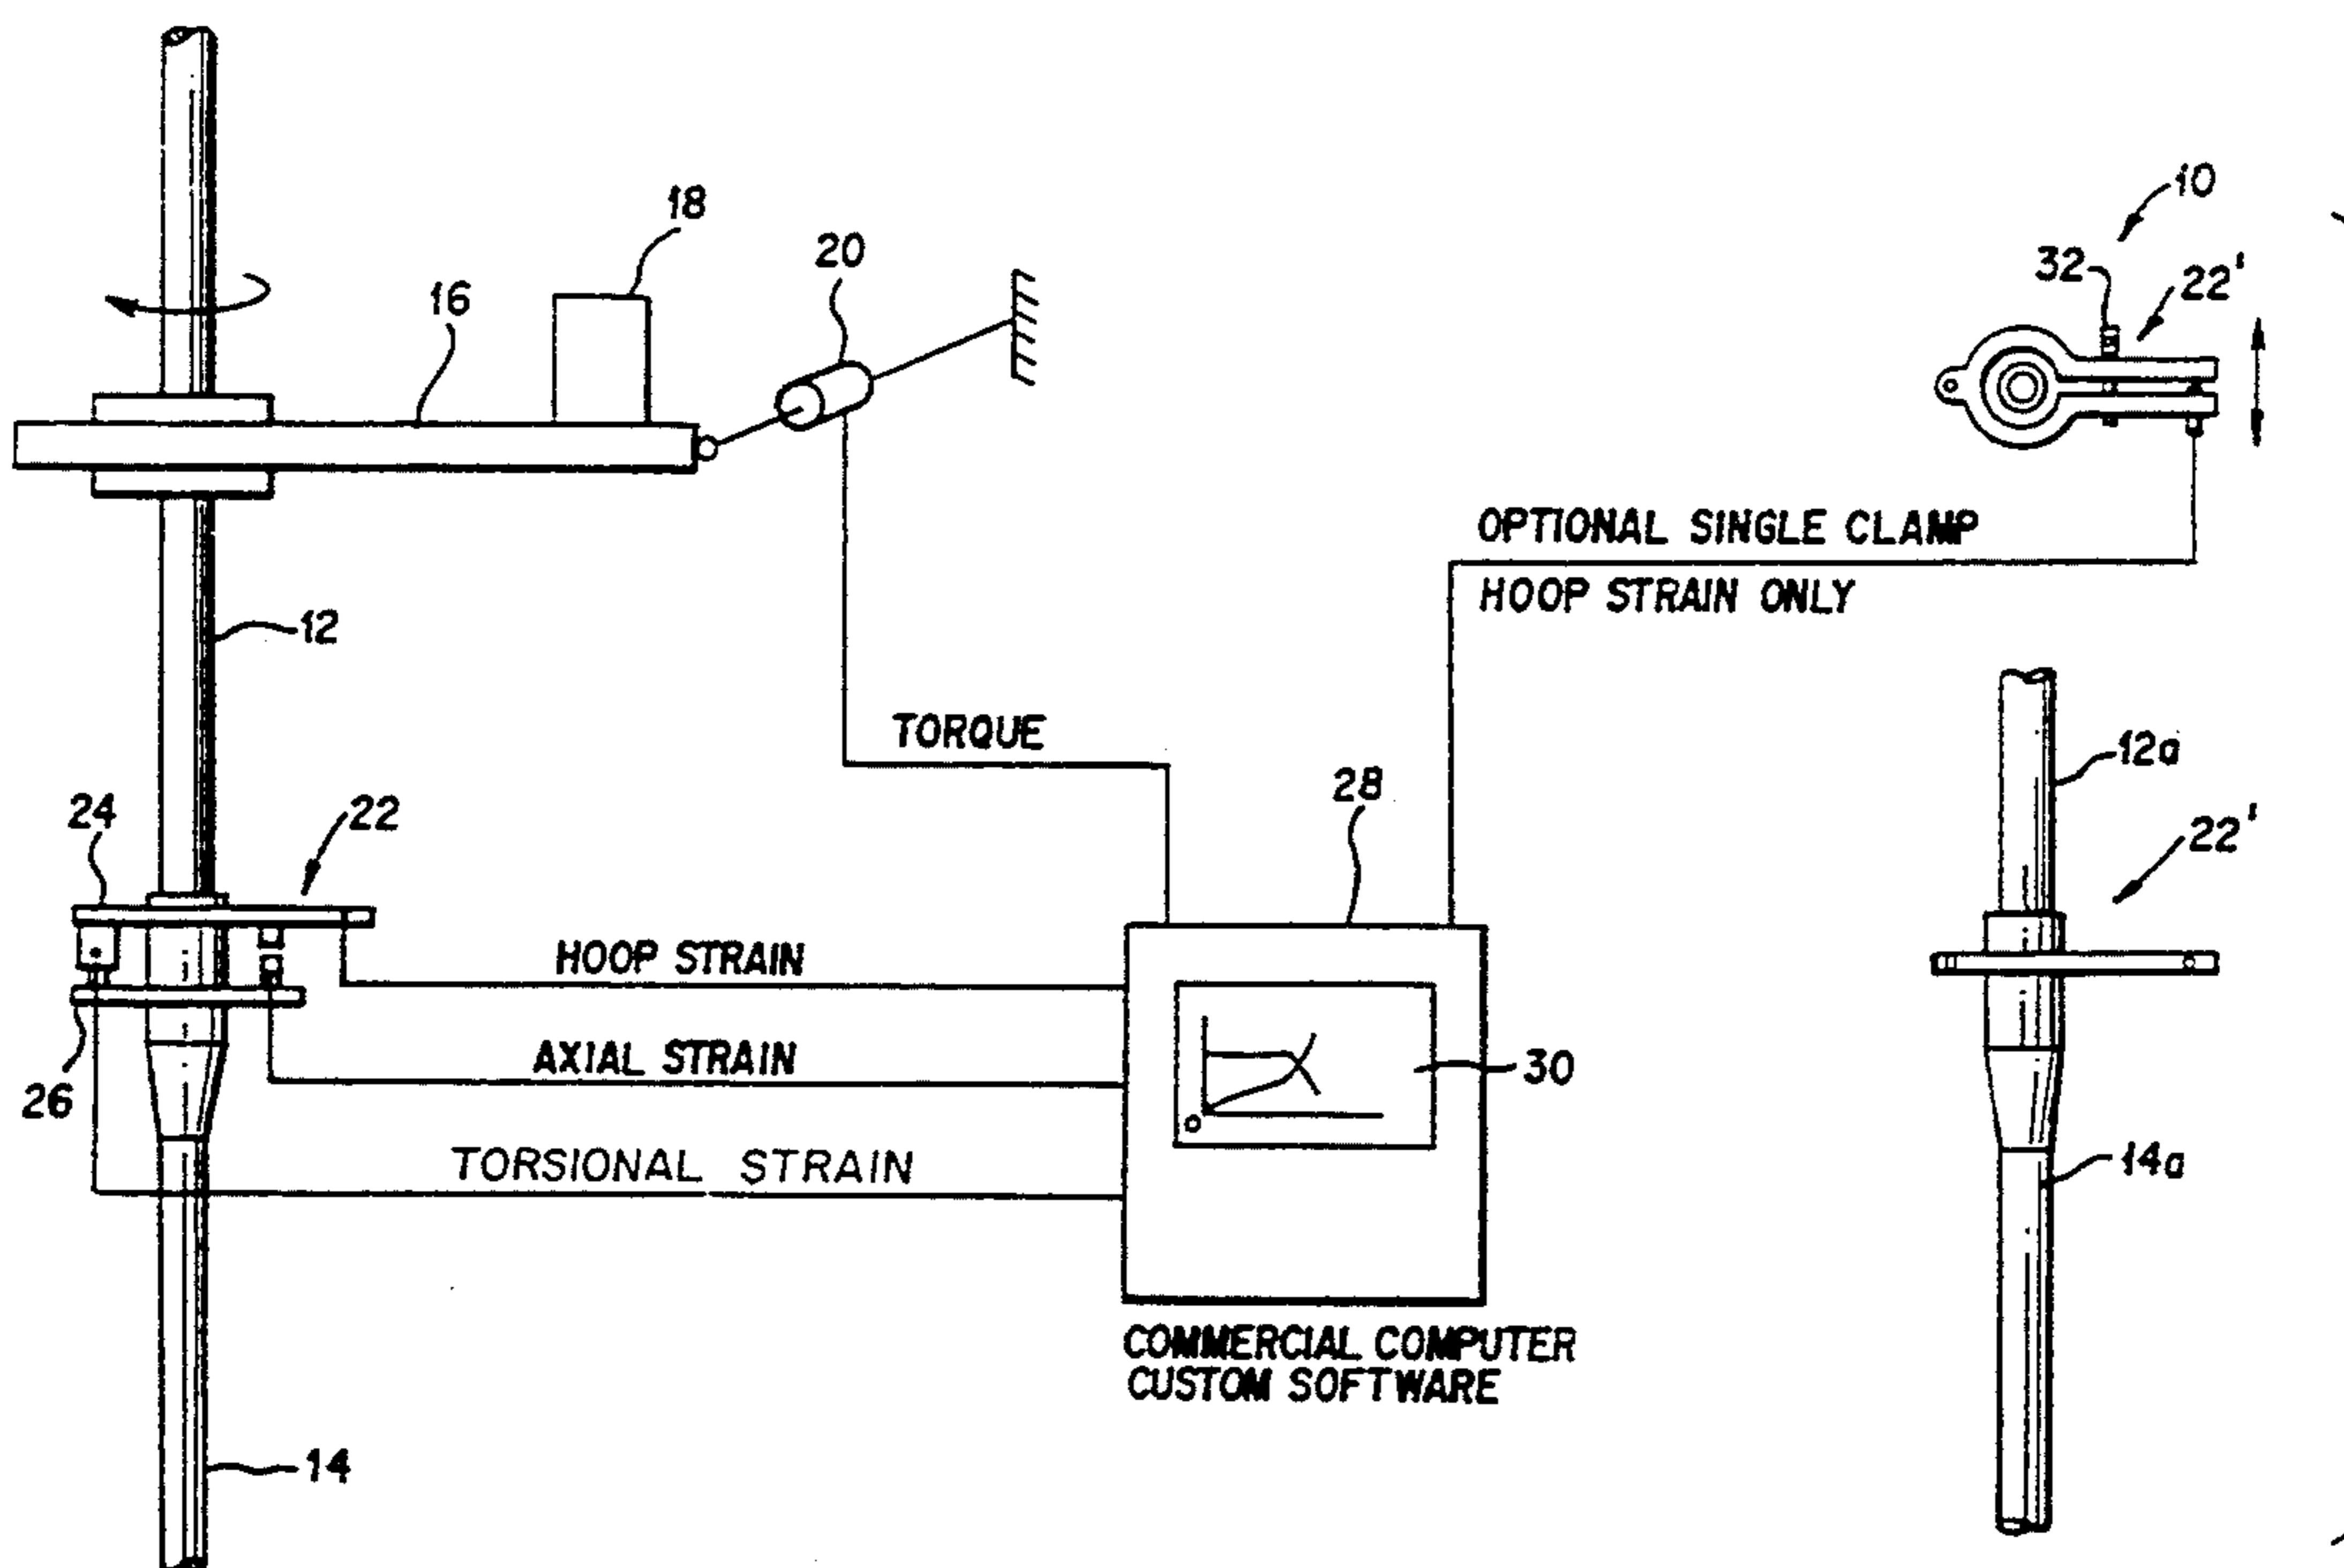 10
18
20
32
22'
16
OPTIONAL SINGLE CLAMP
HOOP STRAIN ONLY
12
TORQUE
12a
28
24
22
22'
HOOP STRAIN
AXIAL STRAIN
30
26
TORSIONAL STRAIN
14a
COMMERCIAL COMPUTER
CUSTOM SOFTWARE
14